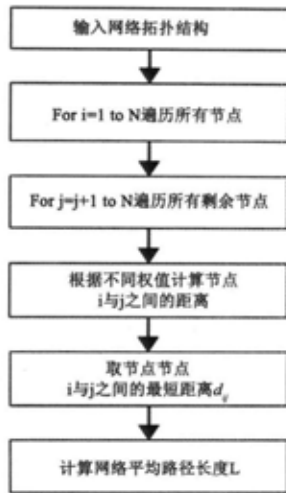 输入网络拓扑结构
For i=1 to N遍历所有节点
For j=j+1 to N遍历所有剩余节点
根据不同权值计算节点
i与j之间的距离
取节点节点
i与j之间的最短距离dij
计算网络平均路径长度L